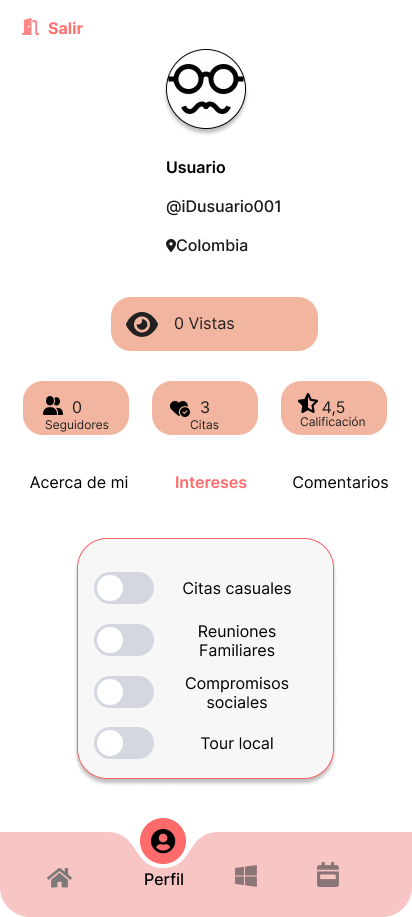 Salir
Usuario
@iDusuario001
Colombia
0 Vistas
0
Seguidores
3
Citas
4,5
Calificación
Acerca de mi
Intereses
Comentarios
Citas casuales
Reuniones
Familiares
Compromisos
sociales
Tour local
Perfil